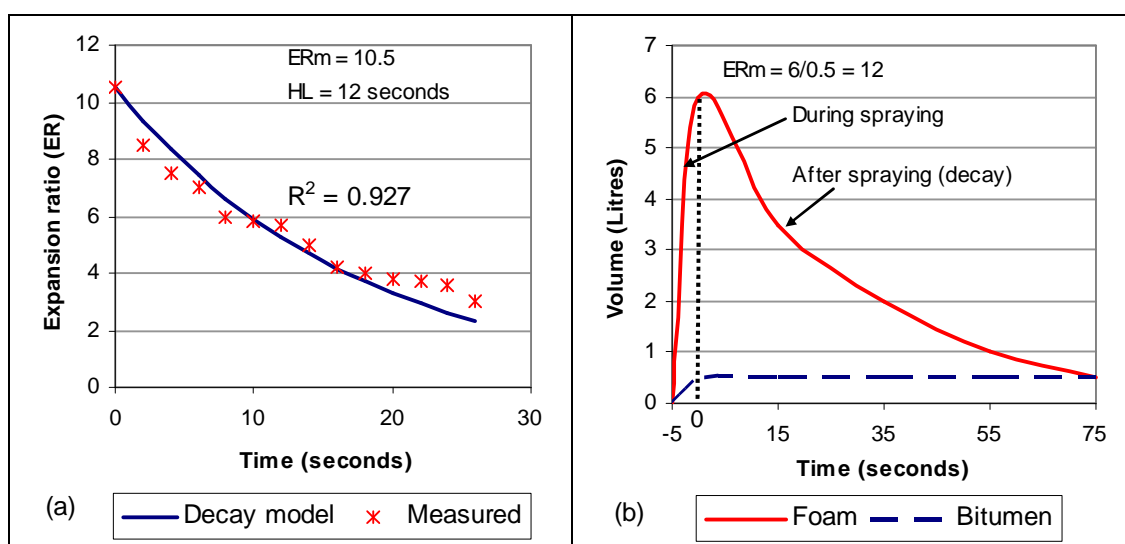 12
10
8
6
4
2
0
Expansion ratio (ER)
ERm = 10.5
HL = 12 seconds
R² = 0.927
0 10 20 30
Time (seconds)
(a)
Decay model Measured
7
6
5
4
3
2
1
0
Volume (Litres)
ERm = 6/0.5 = 12
During spraying
After spraying (decay)
-5 0 15 35 55 75
Time (seconds)
(b)
Foam Bitumen